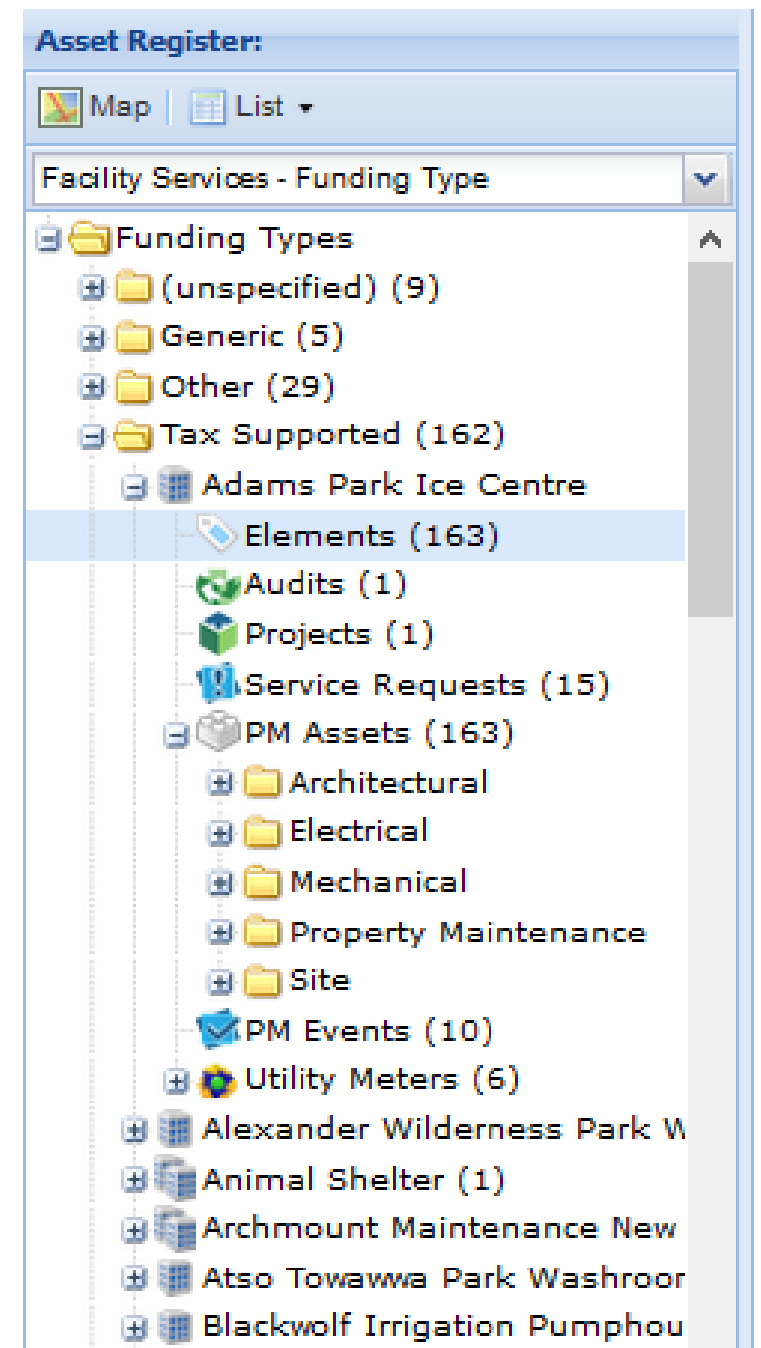 Asset Register:
Map List
Facility Services - Funding Type
Funding Types
(unspecified) (9)
Generic (5)
Other (29)
Tax Supported (162)
Adams Park Ice Centre
Elements (163)
Audits (1)
Projects (1)
Service Requests (15)
PM Assets (163)
Architectural
Electrical
Mechanical
Property Maintenance
Site
PM Events (10)
Utility Meters (6)
Alexander Wilderness Park W
Animal Shelter (1)
Archmount Maintenance New
Atso Towawwa Park Washroor
Blackwolf Irrigation Pumphou